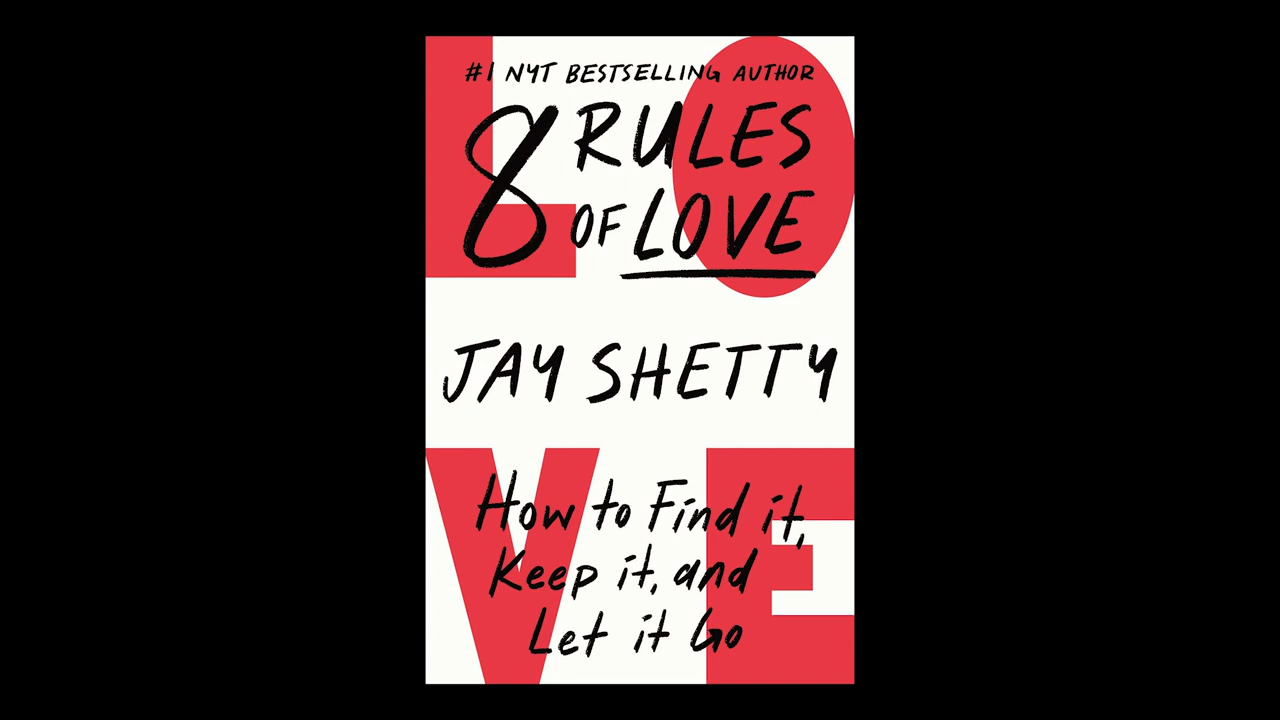 #1 NYT BESTSELLING AUTHOR
8 RULES
OF LOVE
JAY SHETTY
LOVE
How to Find it,
Keep it, and
Let it Go